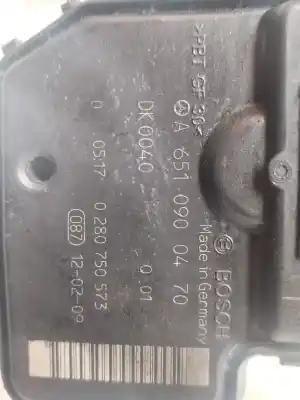 >PBT GF 30<
BOSCH
Made in Germany
A 651 090 04 70
DK0040 0.01
0 0517 0 280 750 573
087 12-02-09